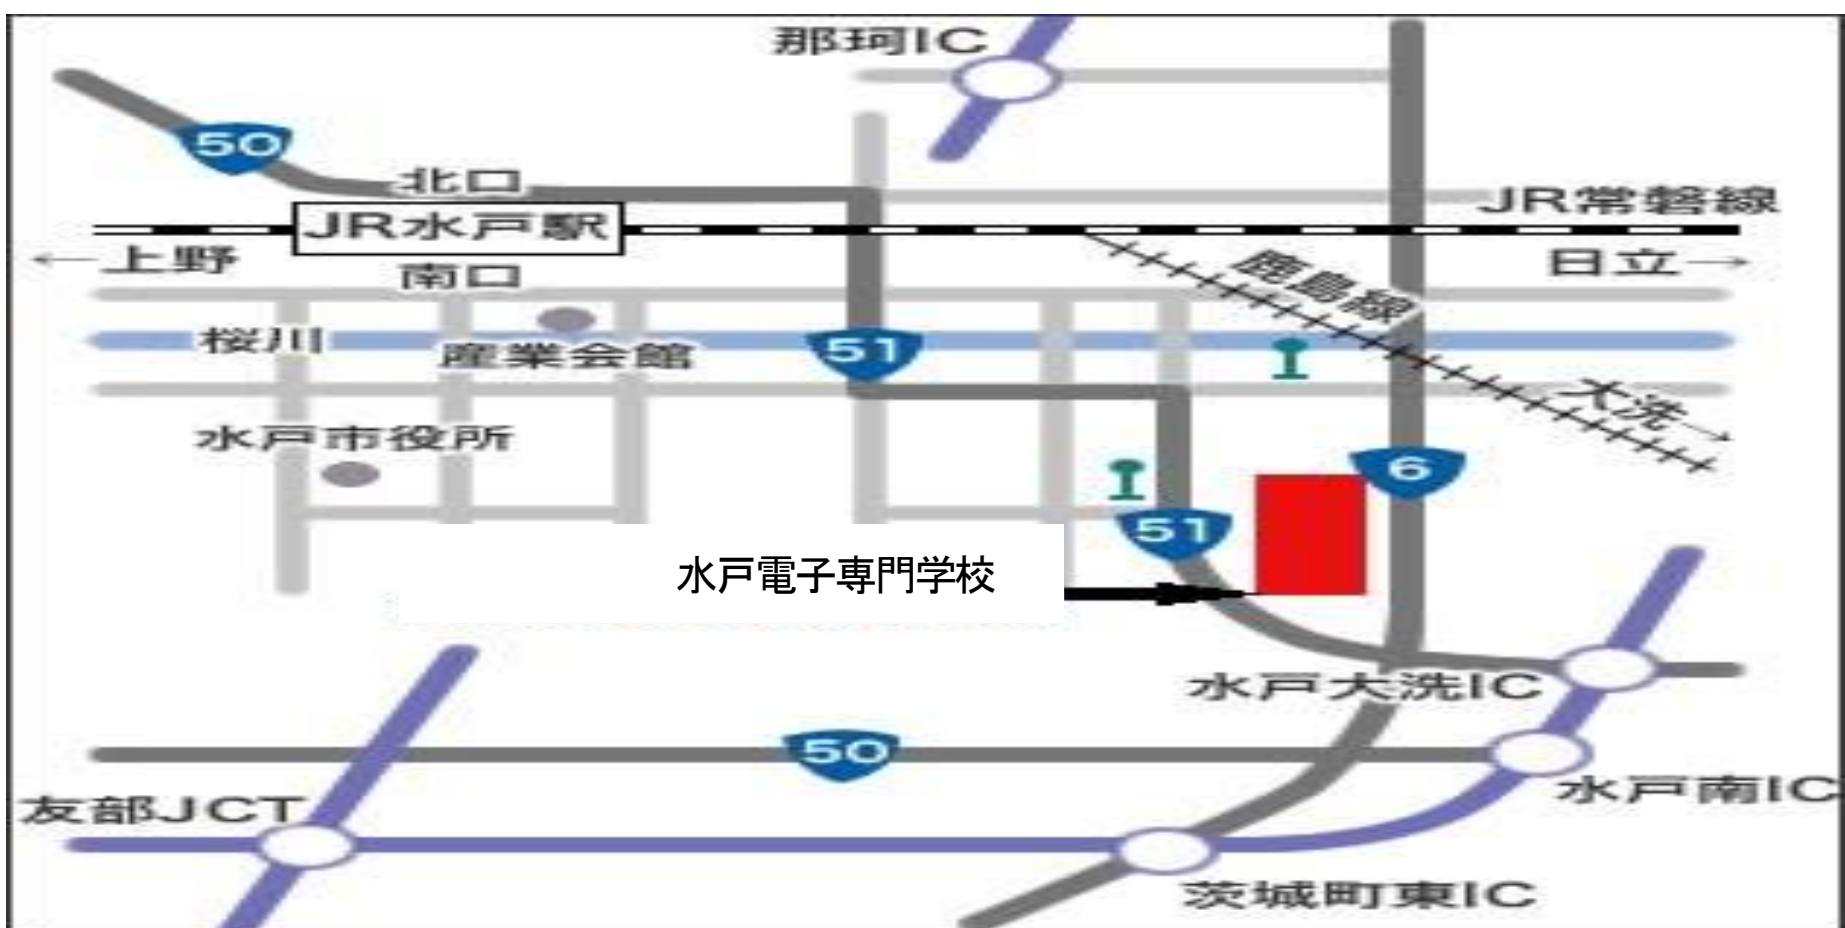 那珂IC
50
北口
JR水戸駅
JR常磐線
←上野
南口
鹿島線
日立→
桜川
産業会館
51
大洗→
水戸市役所
6
51
水戸電子専門学校
水戸大洗IC
50
水戸南IC
友部JCT
茨城町東IC